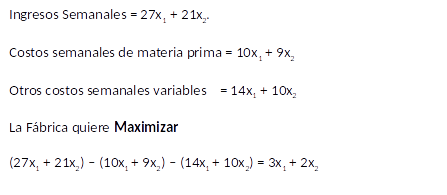 Ingresos Semanales = 27x₁ + 21x₂.
Costos semanales de materia prima = 10x₁ + 9x₂
Otros costos semanales variables = 14x₁ + 10x₂
La Fábrica quiere Maximizar
(27x₁ + 21x₂) – (10x₁ + 9x₂) – (14x₁ + 10x₂) = 3x₁ + 2x₂